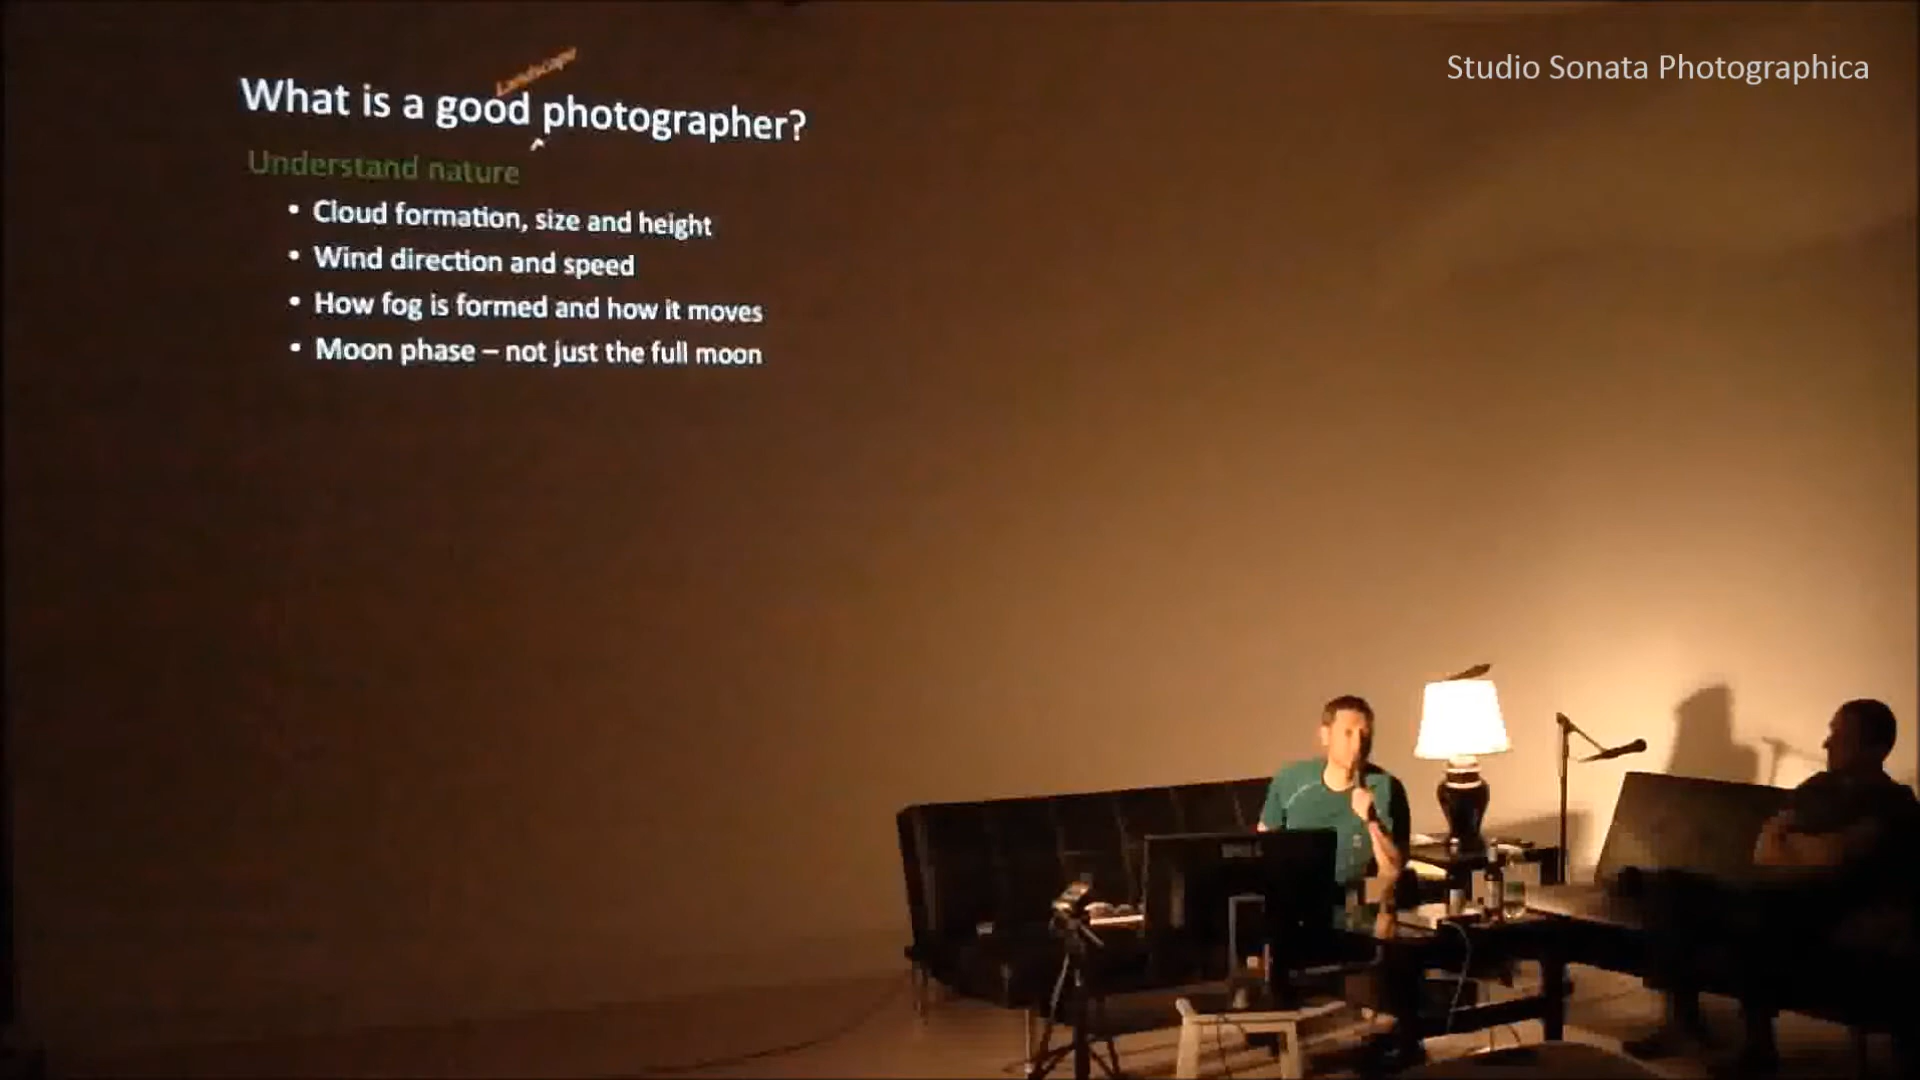 Studio Sonata Photographica
Landscape
What is a good photographer?
^
Understand nature
• Cloud formation, size and height
• Wind direction and speed
• How fog is formed and how it moves
• Moon phase – not just the full moon